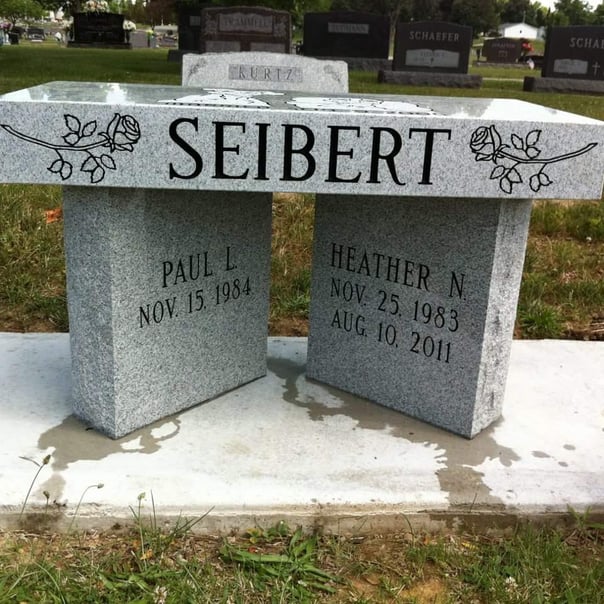 SCHAEFER
KURTZ
SEIBERT
PAUL L.
NOV. 15. 1984
HEATHER N.
NOV. 25. 1983
AUG. 10. 2011